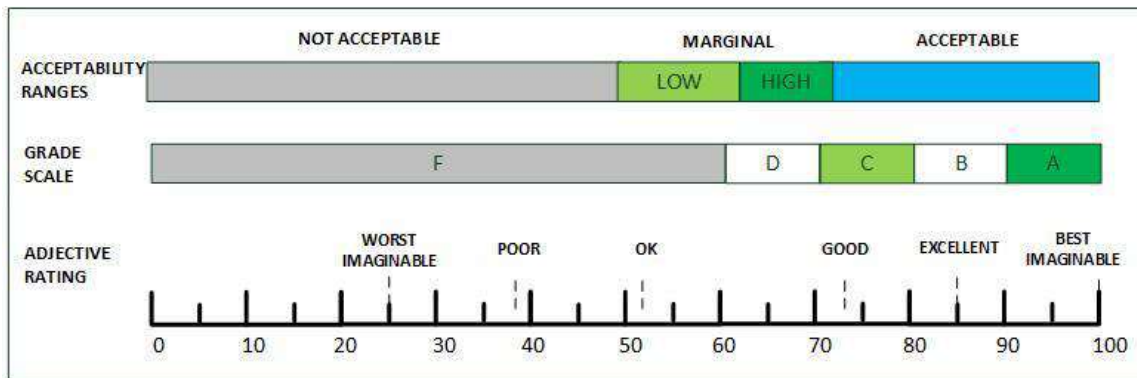 NOT ACCEPTABLE MARGINAL ACCEPTABLE
ACCEPTABILITY
RANGES
LOW HIGH
GRADE
SCALE
F D C B A
ADJECTIVE
RATING
WORST
IMAGINABLE
POOR
OK
GOOD
EXCELLENT
BEST
IMAGINABLE
0 10 20 30 40 50 60 70 80 90 100